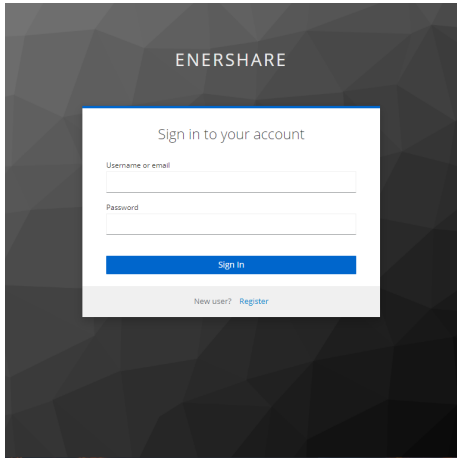 ENERSHARE
Sign in to your account
Username or email
Password
Sign In
New user? Register